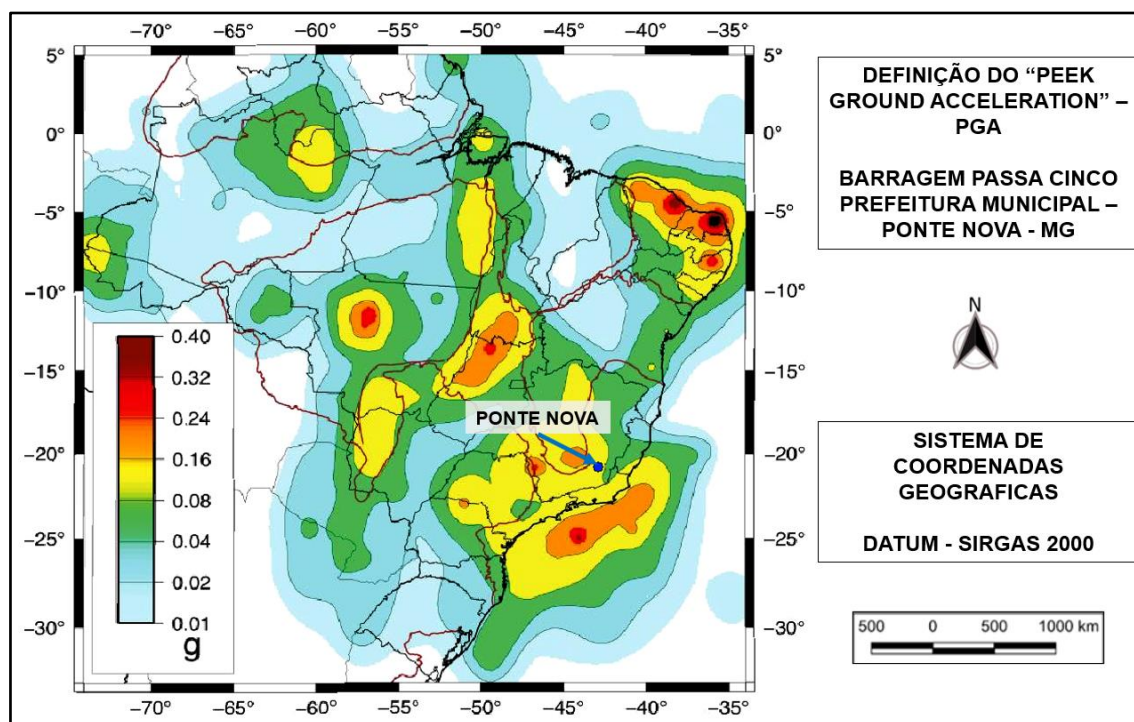 −70° −65° −60° −55° −50° −45° −40° −35°
5° 5°
0° 0°
−5° −5°
−10° −10°
−15° −15°
−20° −20°
−25° −25°
−30° −30°
−70° −65° −60° −55° −50° −45° −40° −35°
0.40
0.32
0.24
0.16
0.08
0.04
0.02
0.01
g
PONTE NOVA
DEFINIÇÃO DO “PEEK
GROUND ACCELERATION” –
PGA
BARRAGEM PASSA CINCO
PREFEITURA MUNICIPAL –
PONTE NOVA - MG
N
SISTEMA DE
COORDENADAS
GEOGRAFICAS
DATUM - SIRGAS 2000
500 0 500 1000 km